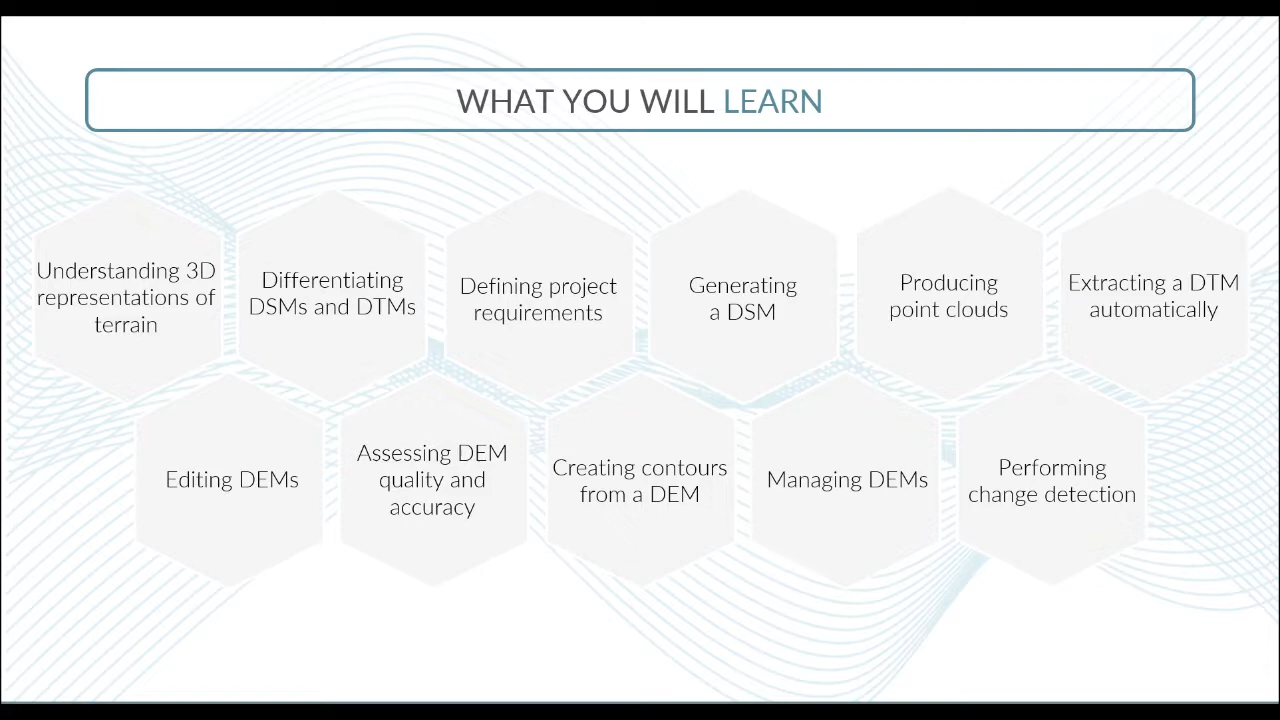 WHAT YOU WILL LEARN
Understanding 3D
representations of
terrain
Differentiating
DSMs and DTMs
Defining project
requirements
Generating
a DSM
Producing
point clouds
Extracting a DTM
automatically
Editing DEMs
Assessing DEM
quality and
accuracy
Creating contours
from a DEM
Managing DEMs
Performing
change detection